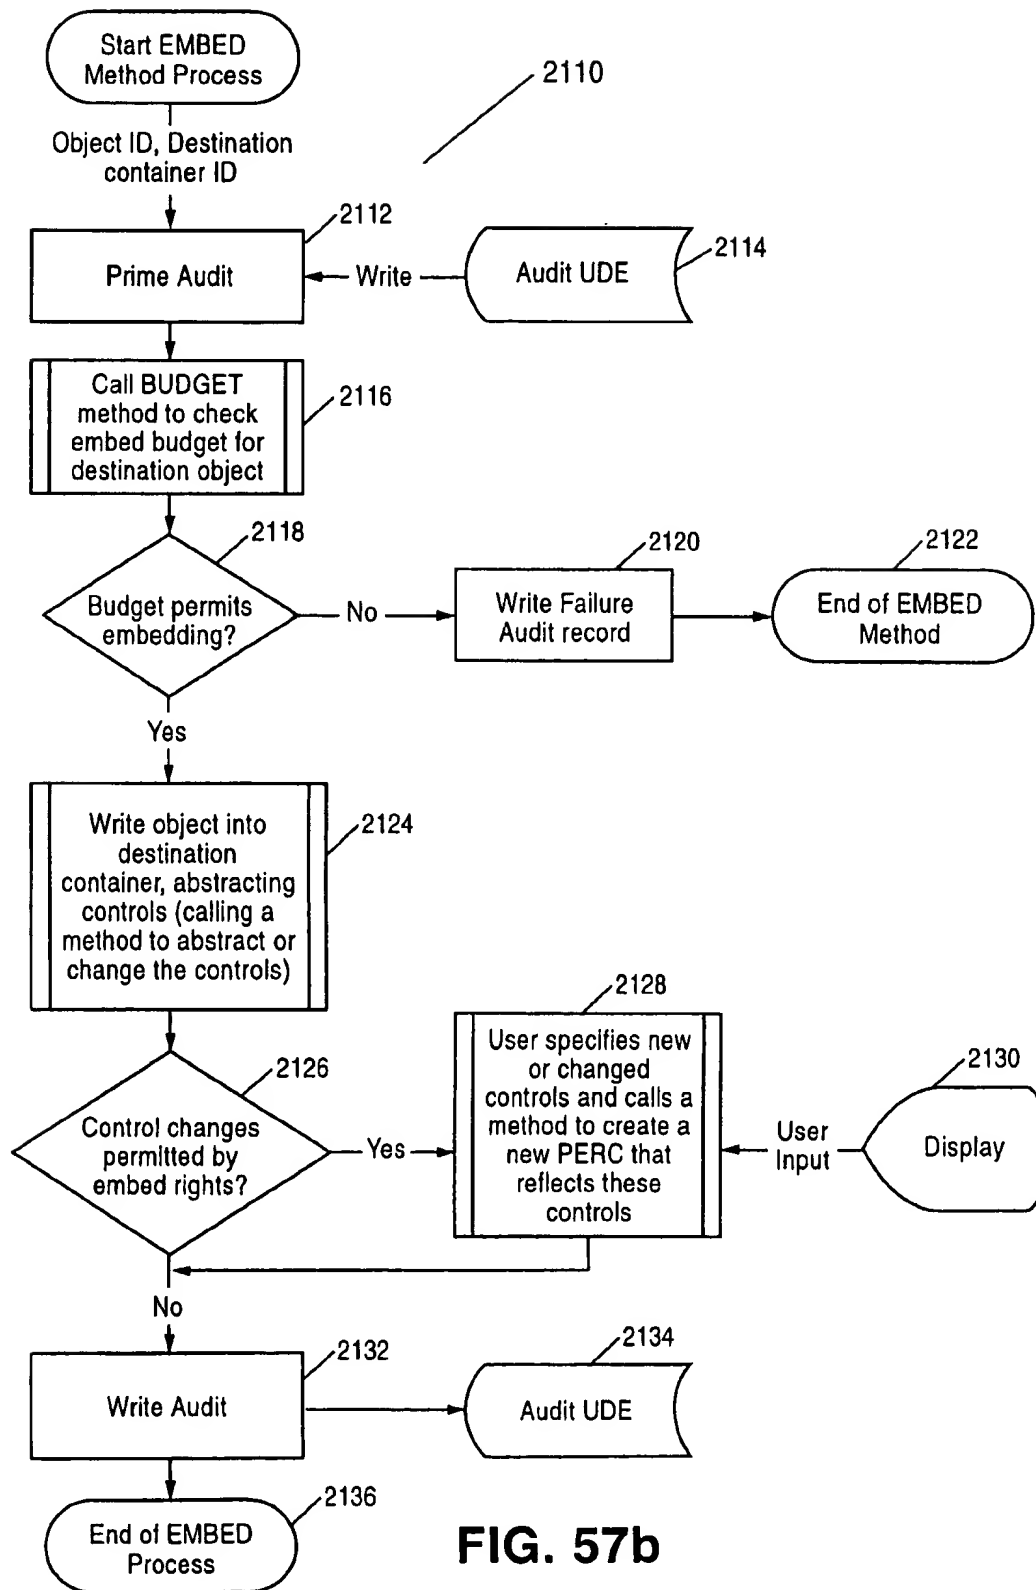 Start EMBED
Method Process
2110
Object ID, Destination
container ID
2112
Prime Audit
Write
Audit UDE
2114
Call BUDGET
method to check
embed budget for
destination object
2116
2118
Budget permits
embedding?
No
2120
Write Failure
Audit record
2122
End of EMBED
Method
Yes
Write object into
destination
container, abstracting
controls (calling a
method to abstract or
change the controls)
2124
2126
Control changes
permitted by
embed rights?
Yes
2128
User specifies new
or changed
controls and calls a
method to create a
new PERC that
reflects these
controls
User
Input
2130
Display
No
2132
Write Audit
2134
Audit UDE
2136
End of EMBED
Process
FIG. 57b